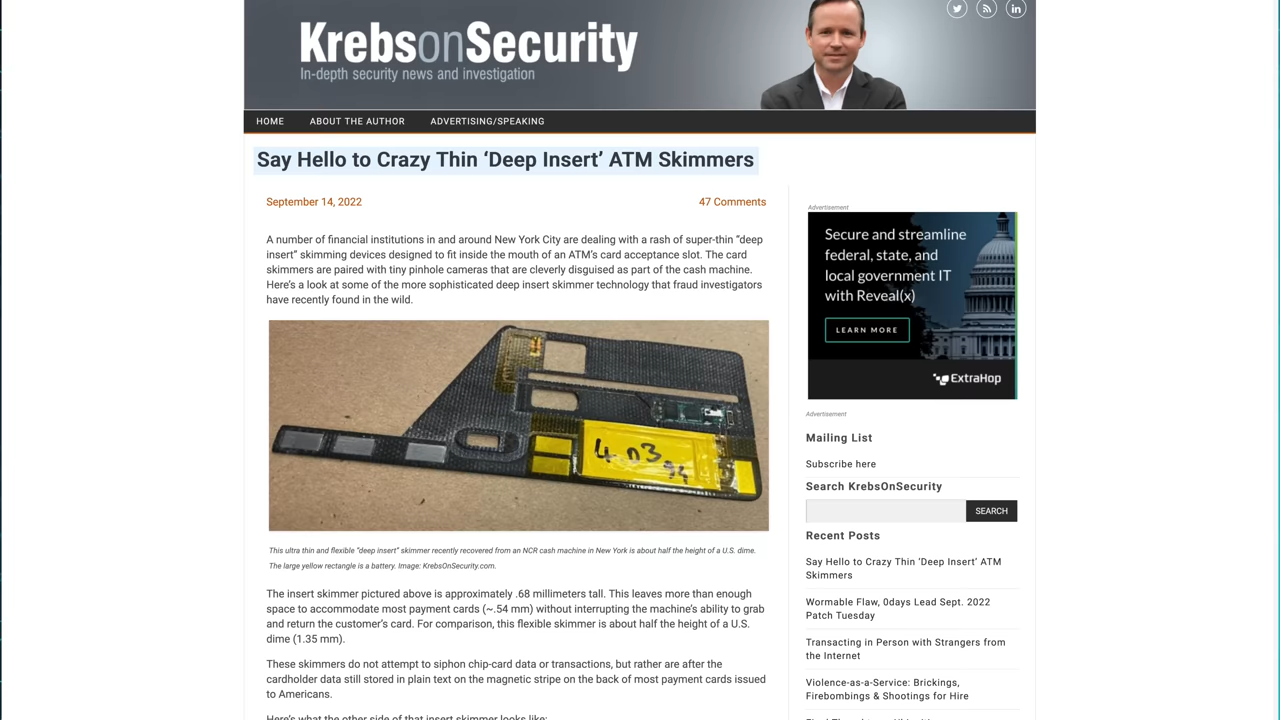 KrebsonSecurity
In-depth security news and investigation
HOME
ABOUT THE AUTHOR
ADVERTISING/SPEAKING
Say Hello to Crazy Thin ‘Deep Insert’ ATM Skimmers
September 14, 2022
47 Comments
A number of financial institutions in and around New York City are dealing with a rash of super-thin “deep
insert” skimming devices designed to fit inside the mouth of an ATM’s card acceptance slot. The card
skimmers are paired with tiny pinhole cameras that are cleverly disguised as part of the cash machine.
Here’s a look at some of the more sophisticated deep insert skimmer technology that fraud investigators
have recently found in the wild.
This ultra thin and flexible “deep insert” skimmer recently recovered from an NCR cash machine in New York is about half the height of a U.S. dime.
The large yellow rectangle is a battery. Image: KrebsOnSecurity.com.
The insert skimmer pictured above is approximately .68 millimeters tall. This leaves more than enough
space to accommodate most payment cards (~.54 mm) without interrupting the machine’s ability to grab
and return the customer’s card. For comparison, this flexible skimmer is about half the height of a U.S.
dime (1.35 mm).
These skimmers do not attempt to siphon chip-card data or transactions, but rather are after the
cardholder data still stored in plain text on the magnetic stripe on the back of most payment cards issued
to Americans.
Here’s what the other side of that insert skimmer looks like:
Advertisement
Secure and streamline
federal, state, and
local government IT
with Reveal(x)
LEARN MORE
ExtraHop
Advertisement
Mailing List
Subscribe here
Search KrebsOnSecurity
SEARCH
Recent Posts
Say Hello to Crazy Thin ‘Deep Insert’ ATM
Skimmers
Wormable Flaw, 0days Lead Sept. 2022
Patch Tuesday
Transacting in Person with Strangers from
the Internet
Violence-as-a-Service: Brickings,
Firebombings & Shootings for Hire